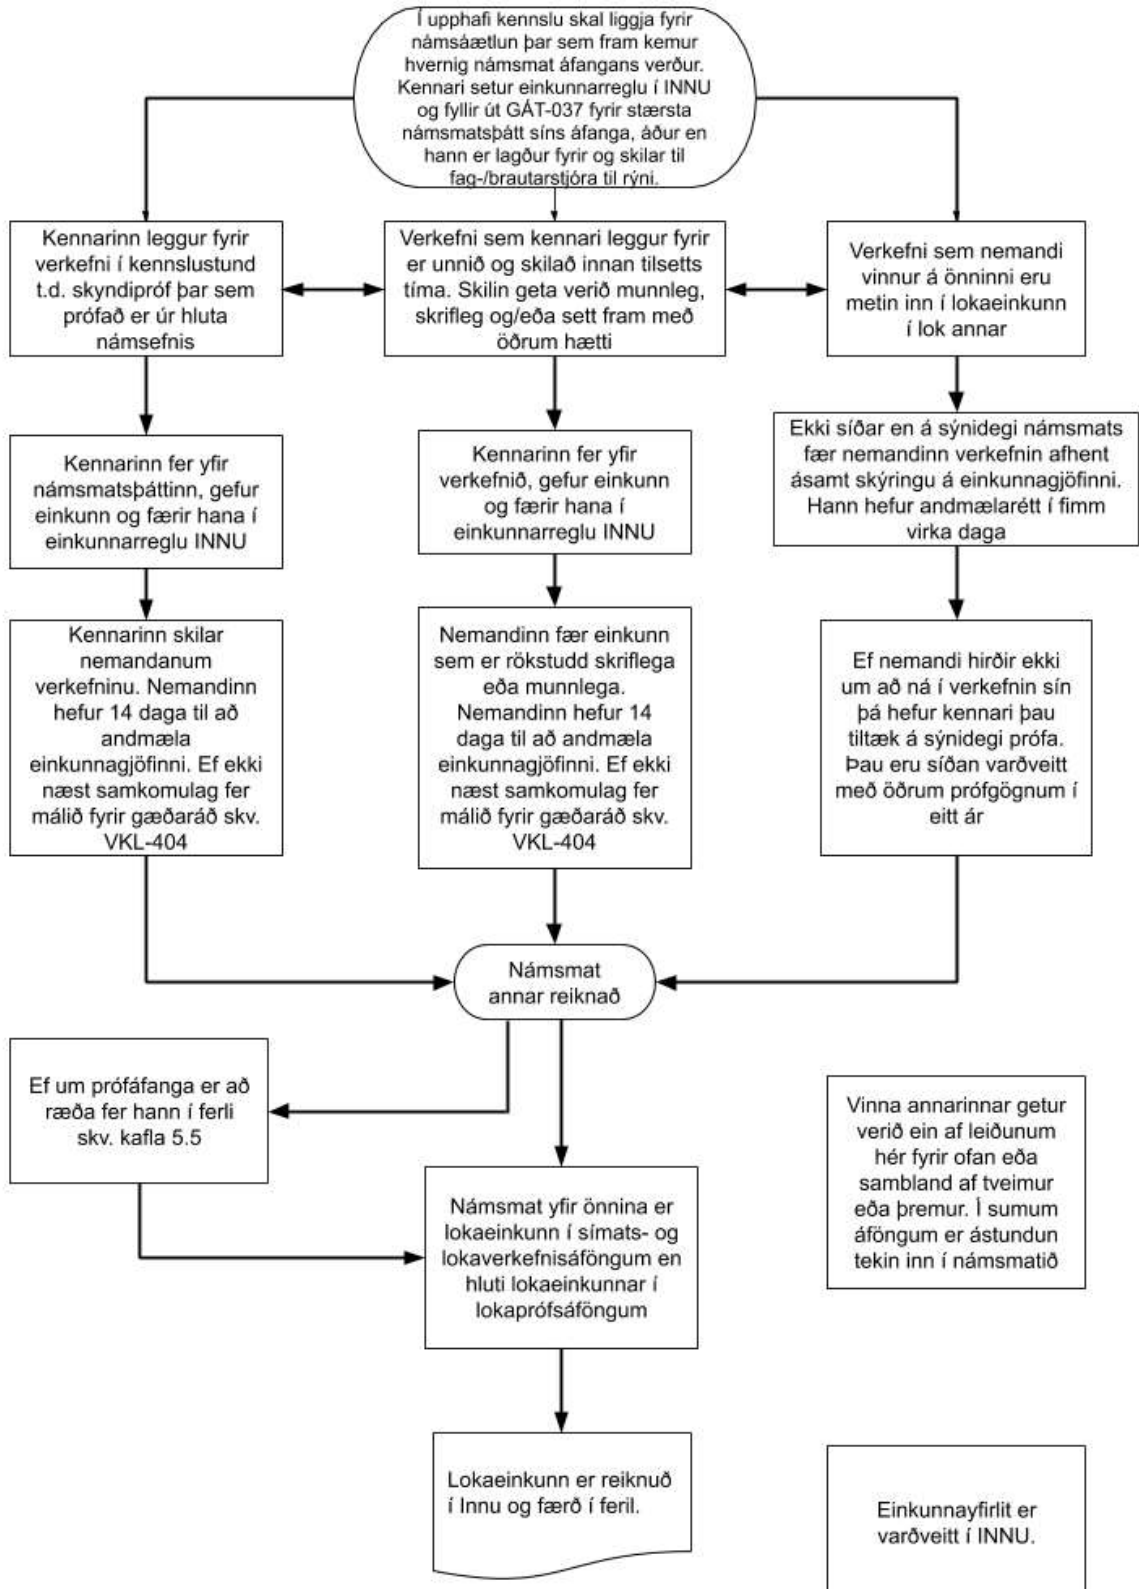 Í upphafi kennslu skal liggja fyrir
námsáætlun þar sem fram kemur
hvernig námsmat áfangans verður.
Kennari setur einkunnarreglu í INNU
og fyllir út GÁT-037 fyrir stærsta
námsmatsþátt síns áfanga, áður en
hann er lagður fyrir og skilar til
fag-/brautarstjóra til rýni.
Kennarinn leggur fyrir
verkefni í kennslustund
t.d. skyndipróf þar sem
prófað er úr hluta
námsefnis
Verkefni sem kennari leggur fyrir
er unnið og skilað innan tilsetts
tíma. Skilin geta verið munnleg,
skrifleg og/eða sett fram með
öðrum hætti
Verkefni sem nemandi
vinnur á önninni eru
metin inn í lokaeinkunn
í lok annar
Kennarinn fer yfir
námsmatsþáttinn, gefur
einkunn og færir hana í
einkunnarreglu INNU
Kennarinn fer yfir
verkefnið, gefur einkunn
og færir hana í
einkunnarreglu INNU
Ekki síðar en á sýnidegi námsmats
fær nemandinn verkefnin afhent
ásamt skýringu á einkunnagjöfinni.
Hann hefur andmælarétt í fimm
virka daga
Kennarinn skilar
nemandanum
verkefninu. Nemandinn
hefur 14 daga til að
andmæla
einkunnagjöfinni. Ef ekki
næst samkomulag fer
málið fyrir gæðaráð skv.
VKL-404
Nemandinn fær einkunn
sem er rökstudd skriflega
eða munnlega.
Nemandinn hefur 14
daga til að andmæla
einkunnagjöfinni. Ef ekki
næst samkomulag fer
málið fyrir gæðaráð skv.
VKL-404
Ef nemandi hirðir ekki
um að ná í verkefnin sín
þá hefur kennari þau
tiltæk á sýnidegi prófa.
Þau eru síðan varðveitt
með öðrum prófgögnum í
eitt ár
Námsmat
annar reiknað
Ef um prófáfanga er að
ræða fer hann í ferli
skv. kafla 5.5
Vinna annarinnar getur
verið ein af leiðunum
hér fyrir ofan eða
sambland af tveimur
eða þremur. Í sumum
áföngum er ástundun
tekin inn í námsmatið
Námsmat yfir önnina er
lokaeinkunn í símats- og
lokaverkefnisáföngum en
hluti lokaeinkunnar í
lokaprófsáföngum
Lokaeinkunn er reiknuð
í Innu og færð í feril.
Einkunnayfirlit er
varðveitt í INNU.